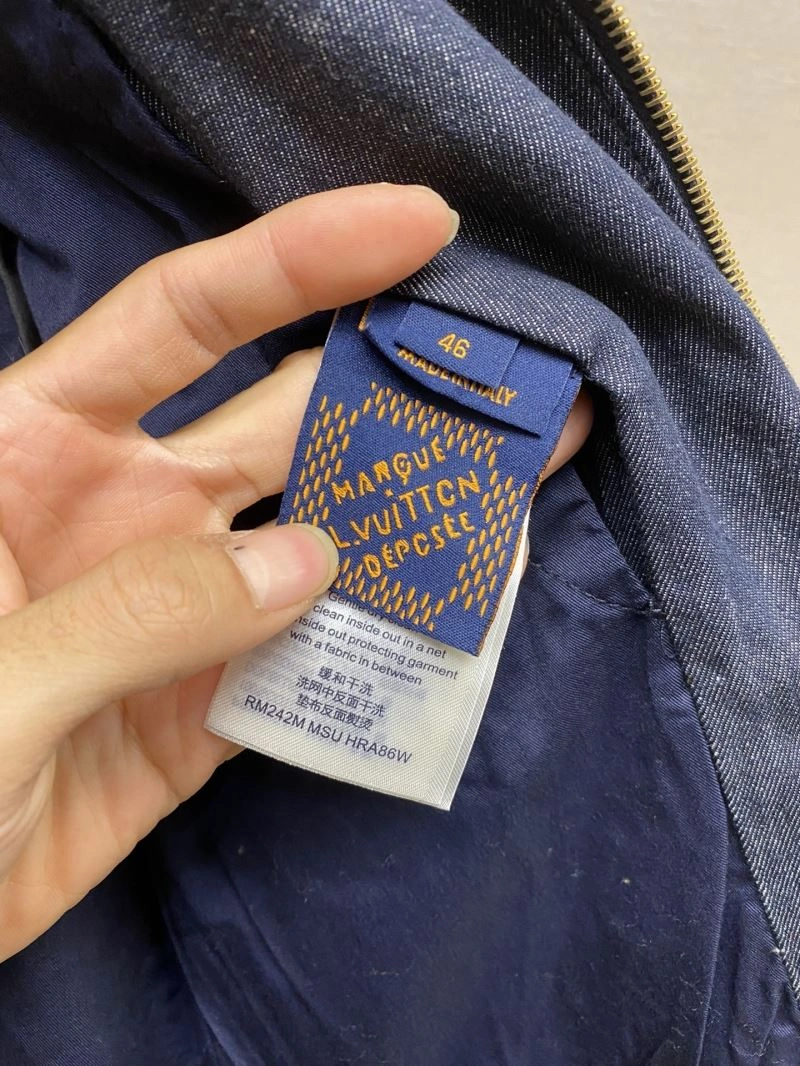 46
MADE IN ITALY
MARQUE
L.VUITTON
DÉPOSÉE
clean inside out in a net
inside out protecting garment
with a fabric in between
缓和干洗
洗网中反面干洗
垫布反面熨烫
RM242M MSU HRA86W